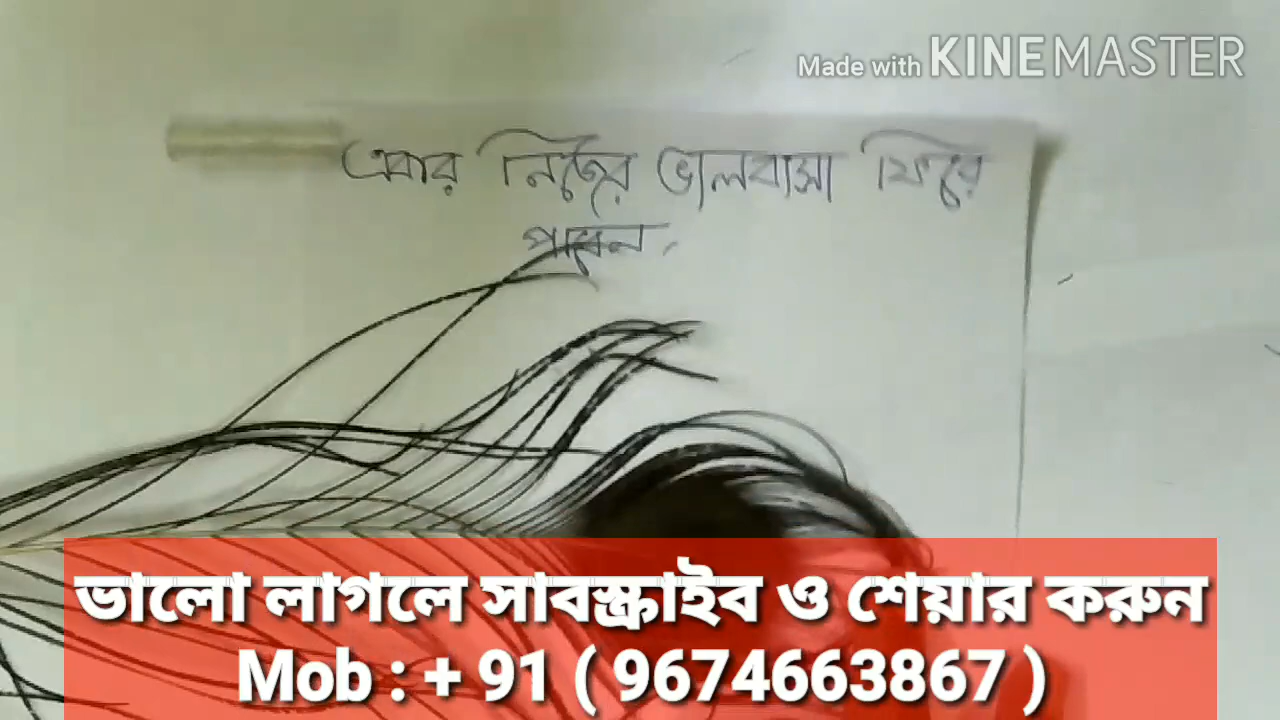 Made with KINEMASTER
এবার নিজের ভালবাসা ফিরে
পাবেন.
ভালো লাগলে সাবস্ক্রাইব ও শেয়ার করুন
Mob : + 91 ( 9674663867 )